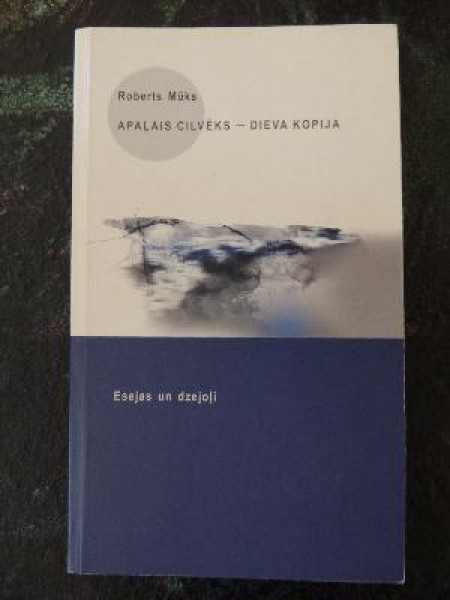 Roberts Mūks
APAĻAIS CILVĒKS — DIEVA KOPIJA
Esejas un dzejoļi